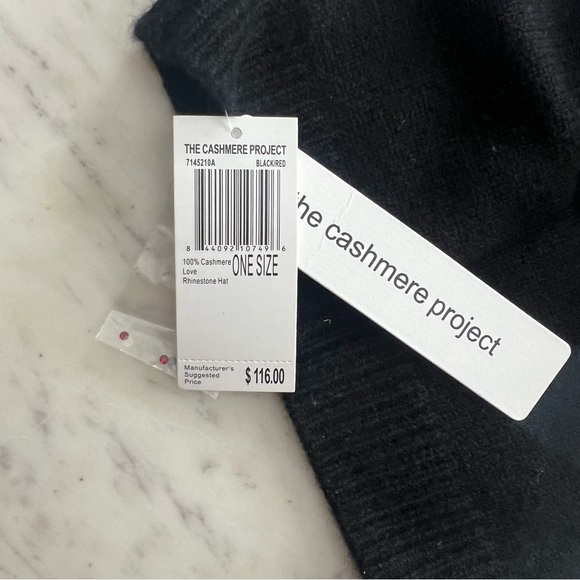 THE CASHMERE PROJECT
7145210A BLACK/RED
8 44092 10749 6
100% Cashmere
Love
Rhinestone Hat
ONE SIZE
Manufacturer's
Suggested
Price
$ 116.00
the cashmere project